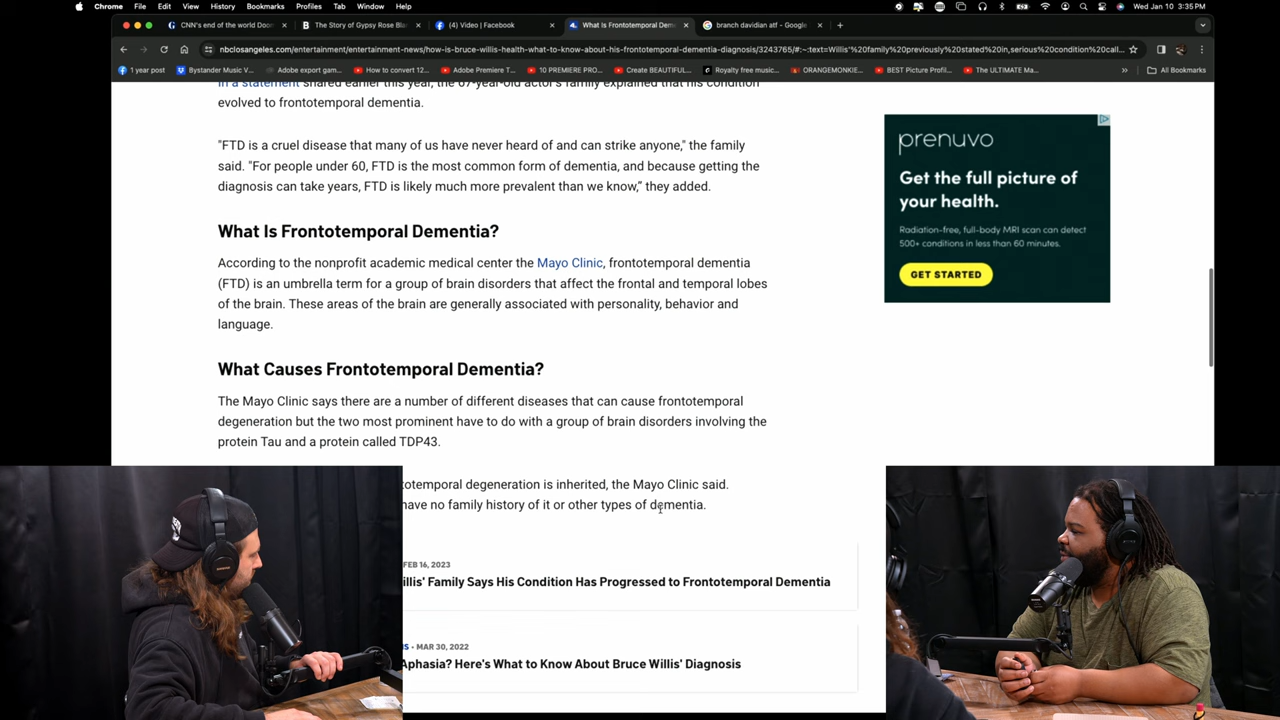 Chrome File Edit View History Bookmarks Profiles Tab Window Help
Wed Jan 10 3:35 PM
CNN's end of the world Doom
The Story of Gypsy Rose Bla
(4) Video | Facebook
What Is Frontotemporal Dem
branch davidian atf - Google
nbclosangeles.com/entertainment/entertainment-news/how-is-bruce-willis-health-what-to-know-about-his-frontotemporal-dementia-diagnosis/3243765/#:~:text=Willis'%20family%20previously%20stated%20in,serious%20condition%20call...
1 year post
Bystander Music V...
Adobe export gam...
How to convert 12...
Adobe Premiere T...
10 PREMIERE PRO...
Create BEAUTIFUL...
Royalty free music...
ORANGEMONKIE...
BEST Picture Profil...
The ULTIMATE Ma...
All Bookmarks
In a statement shared earlier this year, the 67-year-old actor's family explained that his condition
evolved to frontotemporal dementia.
"FTD is a cruel disease that many of us have never heard of and can strike anyone," the family
said. "For people under 60, FTD is the most common form of dementia, and because getting the
diagnosis can take years, FTD is likely much more prevalent than we know," they added.
What Is Frontotemporal Dementia?
According to the nonprofit academic medical center the Mayo Clinic, frontotemporal dementia
(FTD) is an umbrella term for a group of brain disorders that affect the frontal and temporal lobes
of the brain. These areas of the brain are generally associated with personality, behavior and
language.
What Causes Frontotemporal Dementia?
The Mayo Clinic says there are a number of different diseases that can cause frontotemporal
degeneration but the two most prominent have to do with a group of brain disorders involving the
protein Tau and a protein called TDP43.
otemporal degeneration is inherited, the Mayo Clinic said.
have no family history of it or other types of dementia.
FEB 16, 2023
illis' Family Says His Condition Has Progressed to Frontotemporal Dementia
S • MAR 30, 2022
Aphasia? Here's What to Know About Bruce Willis' Diagnosis
prenuvo
Get the full picture of
your health.
Radiation-free, full-body MRI scan can detect
500+ conditions in less than 60 minutes.
GET STARTED